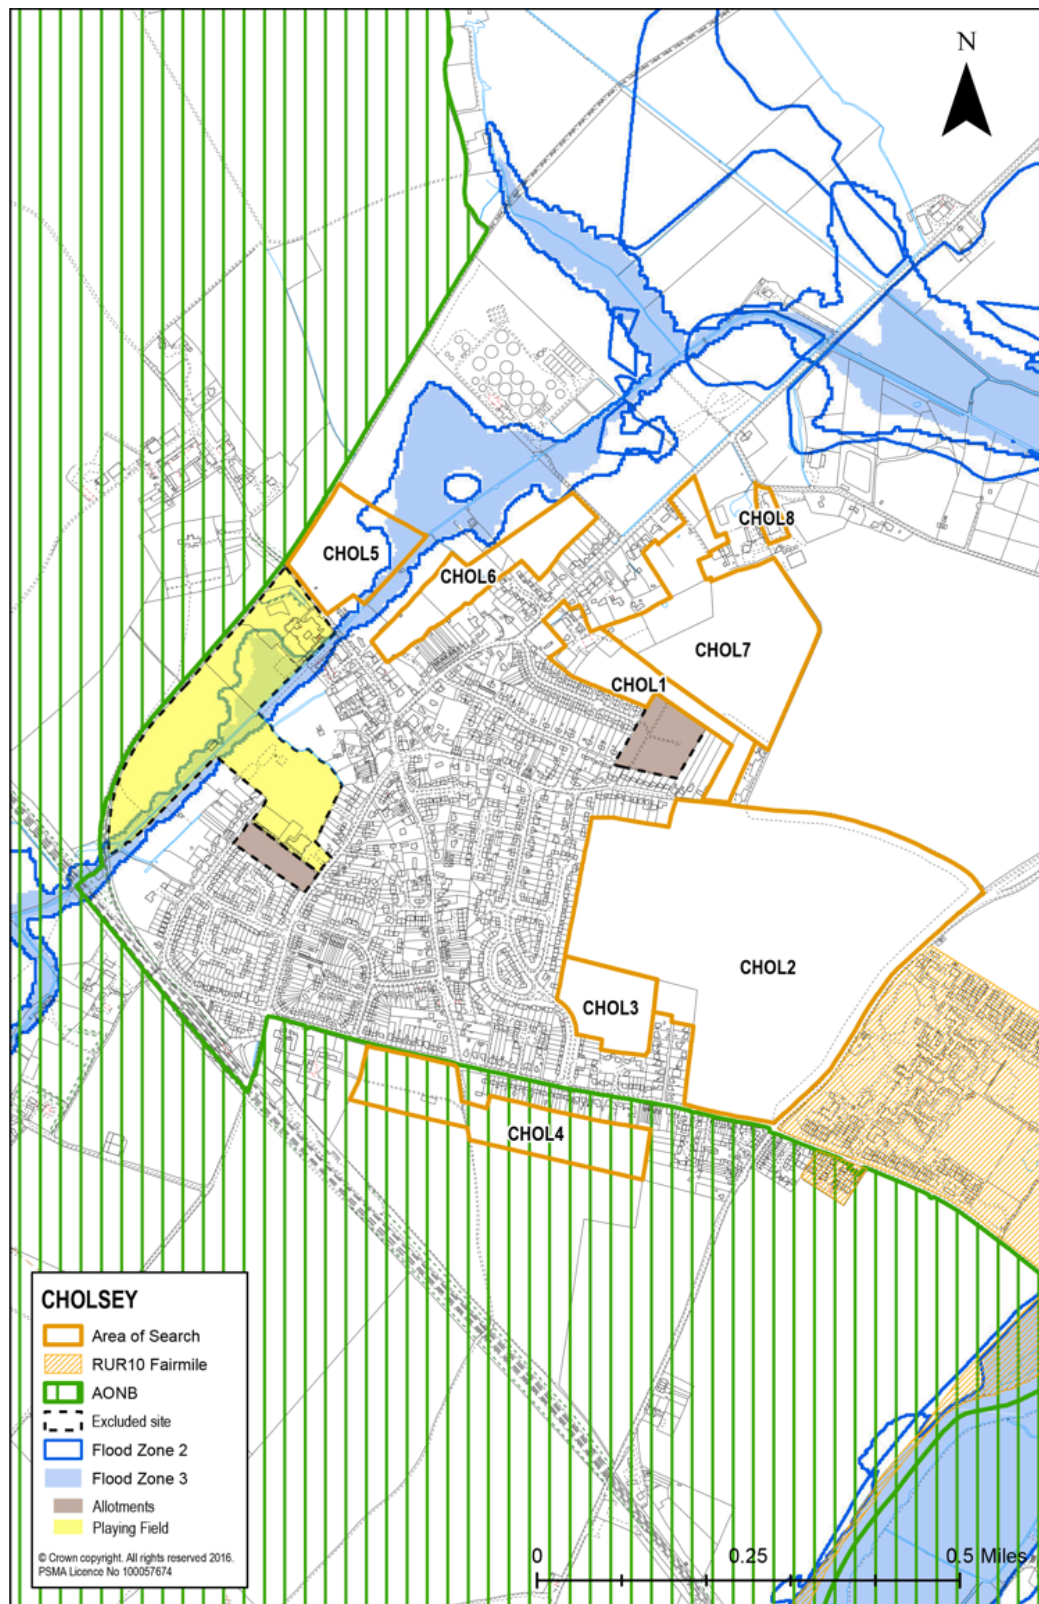 N
CHOL8
CHOL5
CHOL6
CHOL7
CHOL1
CHOL2
CHOL3
CHOL4
CHOLSEY
Area of Search
RUR10 Fairmile
AONB
Excluded site
Flood Zone 2
Flood Zone 3
Allotments
Playing Field
© Crown copyright. All rights reserved 2016.
PSMA Licence No 100057674
0 0.25 0.5 Miles